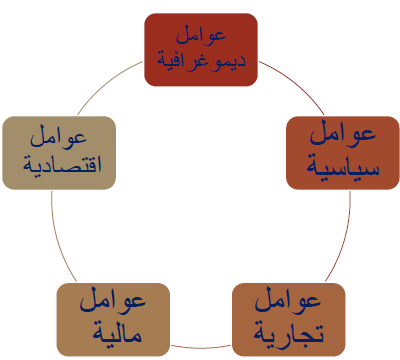 عوامل
ديموغرافية
عوامل
سياسية
عوامل
تجارية
عوامل
مالية
عوامل
اقتصادية